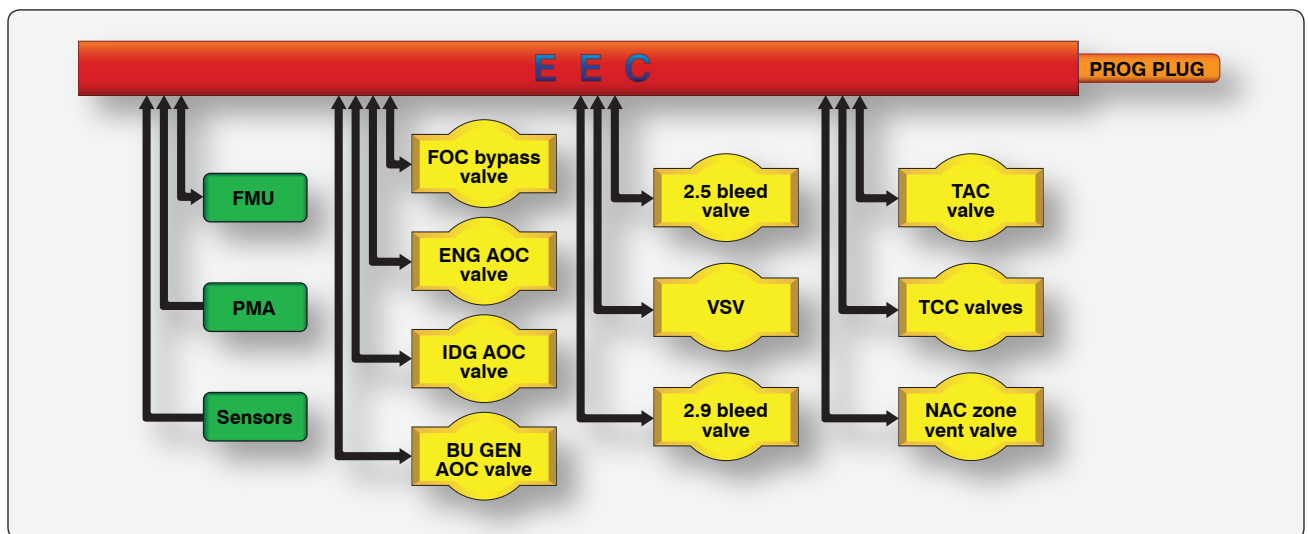 E E C
PROG PLUG
FMU
PMA
Sensors
FOC bypass
valve
ENG AOC
valve
IDG AOC
valve
BU GEN
AOC valve
2.5 bleed
valve
VSV
2.9 bleed
valve
TAC
valve
TCC valves
NAC zone
vent valve